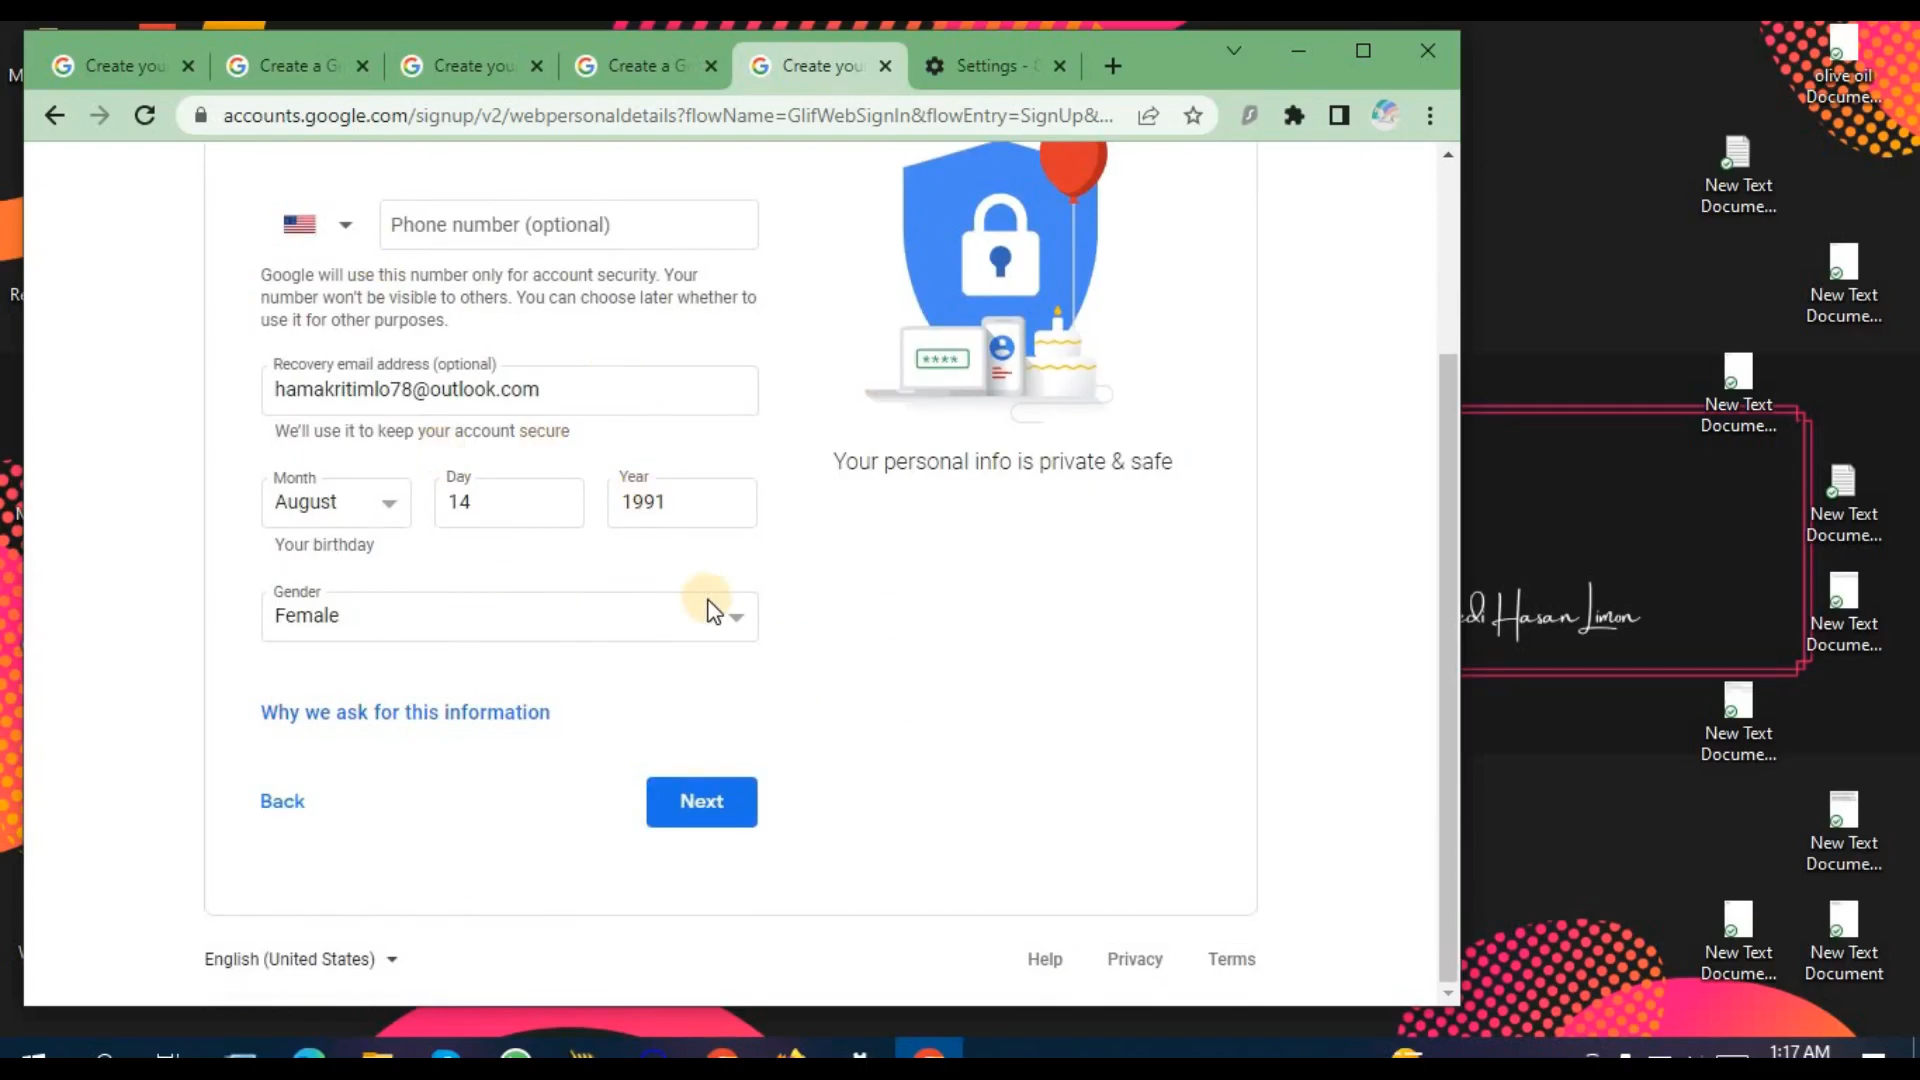 Create you
Create a G
Create you
Create a G
Create you
Settings -
accounts.google.com/signup/v2/webpersonaldetails?flowName=GlifWebSignIn&flowEntry=SignUp&...
Phone number (optional)
Google will use this number only for account security. Your
number won't be visible to others. You can choose later whether to
use it for other purposes.
Recovery email address (optional)
hamakritimlo78@outlook.com
We'll use it to keep your account secure
Month
August
Day
14
Year
1991
Your birthday
Gender
Female
Why we ask for this information
Back
Next
****
Your personal info is private & safe
English (United States)
Help
Privacy
Terms
olive oil
Docume...
New Text
Docume...
New Text
Docume...
New Text
Docume...
New Text
Docume...
New Text
Docume...
New Text
Docume...
New Text
Docume...
New Text
Docume...
New Text
Document
Hasan Limon
1:17 AM